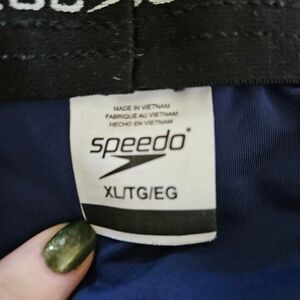 MADE IN VIETNAM
FABRIQUÉ AU VIETNAM
HECHO EN VIETNAM
speedo
XL/TG/EG